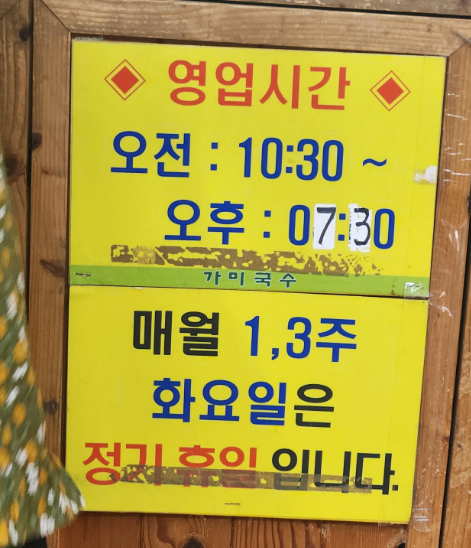 영업시간
오전 : 10:30 ~
오후 : 07:30
가미국수
매월 1,3주
화요일은
정기 휴일 입니다.